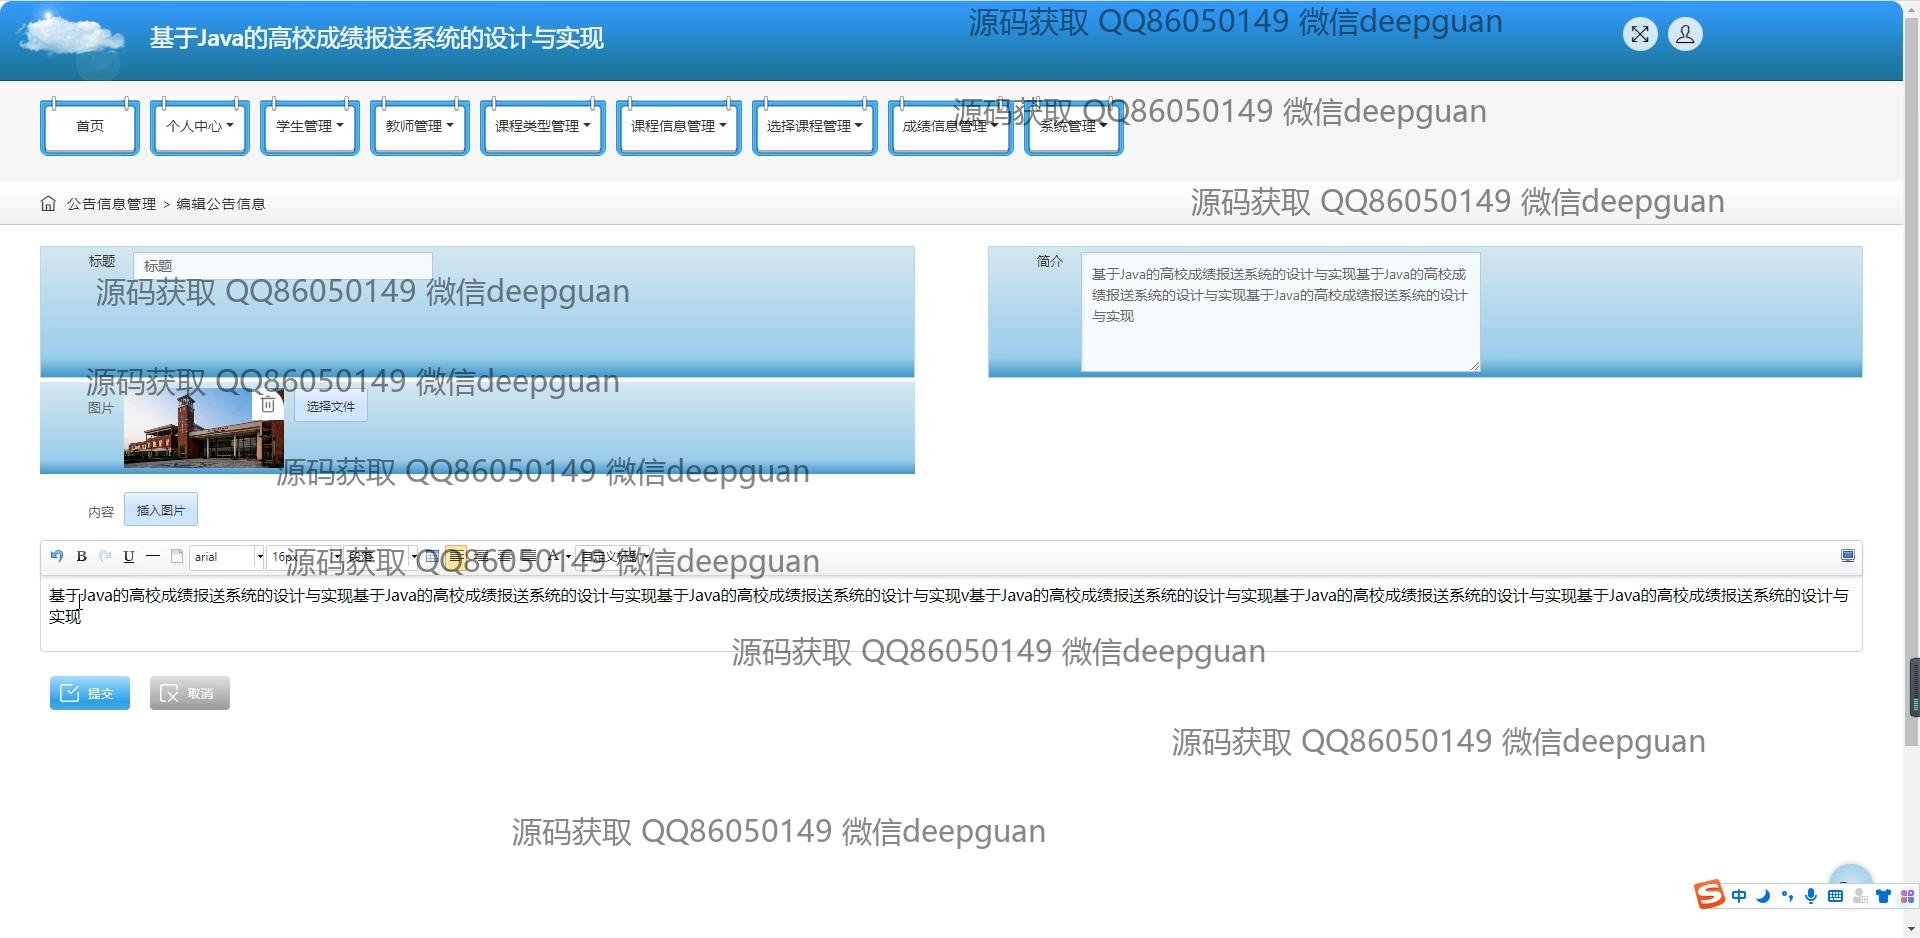 基于Java的高校成绩报送系统的设计与实现
源码获取 QQ86050149 微信deepguan
首页
个人中心
学生管理
教师管理
课程类型管理
课程信息管理
选择课程管理
成绩信息管理
系统管理
源码获取 QQ86050149 微信deepguan
公告信息管理 > 编辑公告信息
源码获取 QQ86050149 微信deepguan
标题
标题
简介
基于Java的高校成绩报送系统的设计与实现基于Java的高校成
绩报送系统的设计与实现基于Java的高校成绩报送系统的设计
与实现
源码获取 QQ86050149 微信deepguan
源码获取 QQ86050149 微信deepguan
图片
选择文件
源码获取 QQ86050149 微信deepguan
内容
插入图片
B
U
arial
16px
段落
A
自定义标题
源码获取 QQ86050149 微信deepguan
基于Java的高校成绩报送系统的设计与实现基于Java的高校成绩报送系统的设计与实现基于Java的高校成绩报送系统的设计与实现v基于Java的高校成绩报送系统的设计与实现基于Java的高校成绩报送系统的设计与实现基于Java的高校成绩报送系统的设计与
实现
源码获取 QQ86050149 微信deepguan
提交
取消
源码获取 QQ86050149 微信deepguan
源码获取 QQ86050149 微信deepguan
S
中